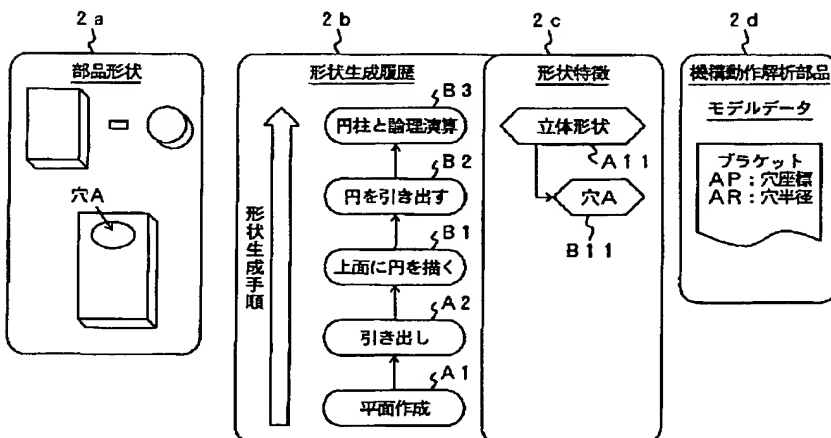 2a
部品形状
穴A
2b
形状生成履歴
形状生成手順
B3
円柱と論理演算
B2
円を引き出す
B1
上面に円を描く
A2
引き出し
A1
平面作成
2c
形状特徴
立体形状
A11
穴A
B11
2d
機構動作解析部品
モデルデータ
ブラケット
AP:穴座標
AR:穴半径